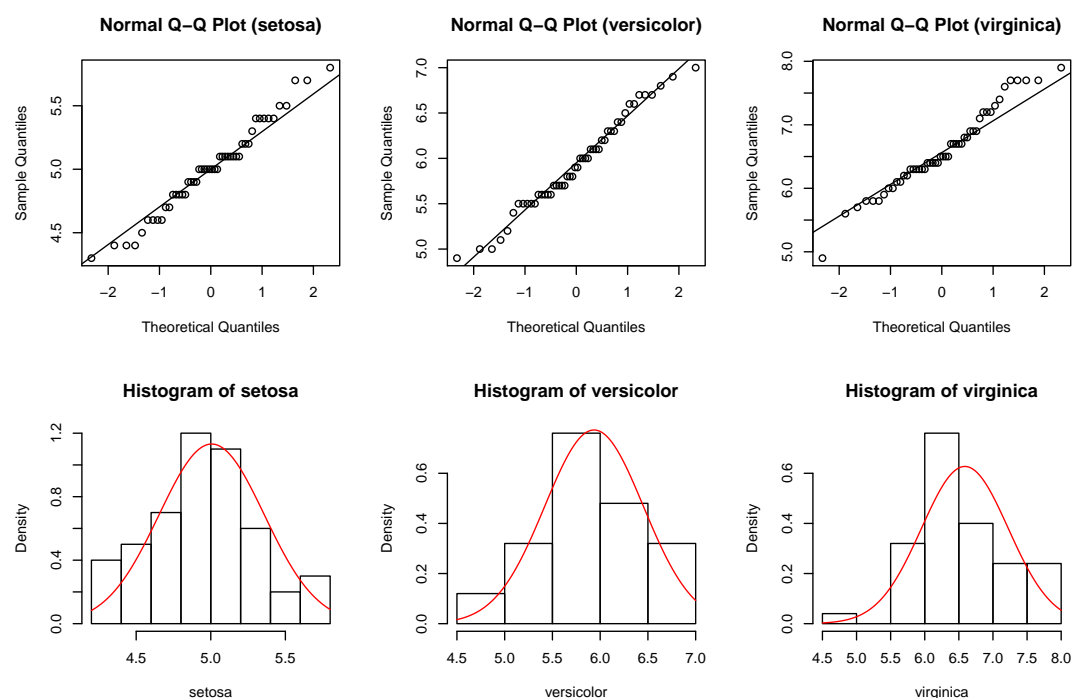 Normal Q−Q Plot (setosa)
Sample Quantiles
4.5 5.0 5.5
−2 −1 0 1 2
Theoretical Quantiles
Normal Q−Q Plot (versicolor)
Sample Quantiles
5.0 5.5 6.0 6.5 7.0
−2 −1 0 1 2
Theoretical Quantiles
Normal Q−Q Plot (virginica)
Sample Quantiles
5.0 6.0 7.0 8.0
−2 −1 0 1 2
Theoretical Quantiles
Histogram of setosa
Density
0.0 0.4 0.8 1.2
4.5 5.0 5.5
setosa
Histogram of versicolor
Density
0.0 0.2 0.4 0.6
4.5 5.0 5.5 6.0 6.5 7.0
versicolor
Histogram of virginica
Density
0.0 0.2 0.4 0.6
4.5 5.0 5.5 6.0 6.5 7.0 7.5 8.0
virginica